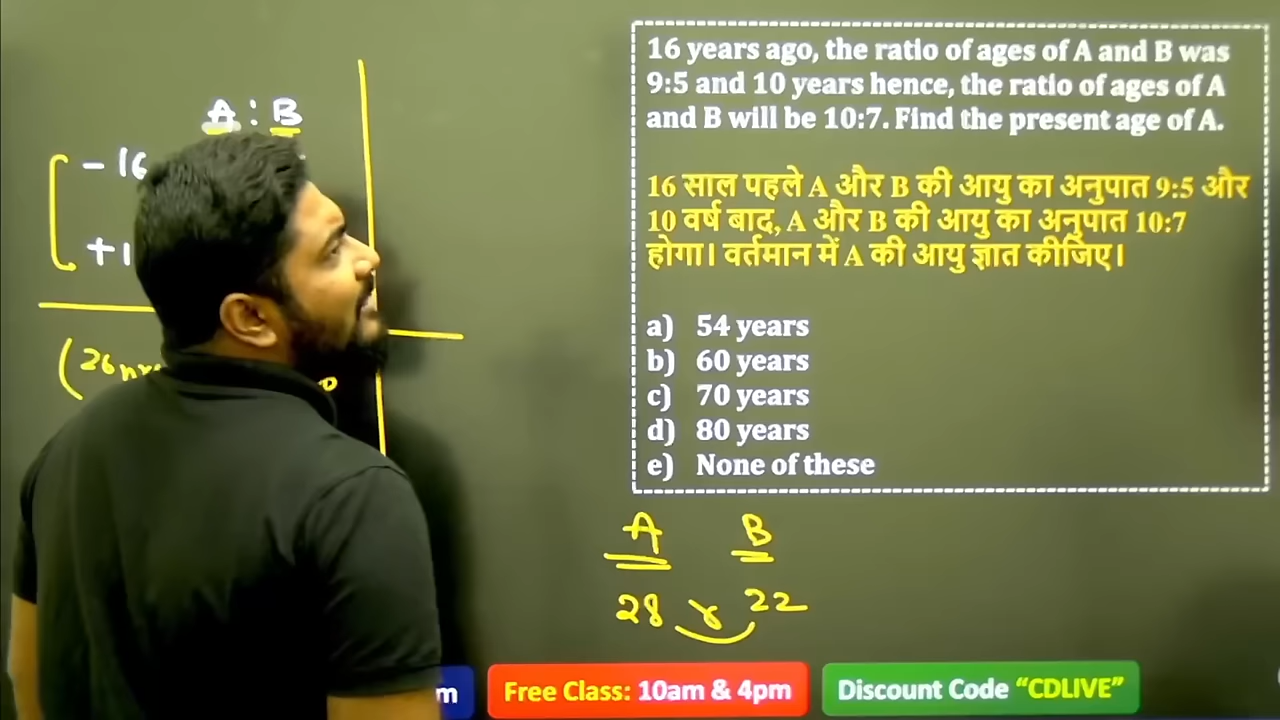 A : B
- 16
+1
(26
16 years ago, the ratio of ages of A and B was
9:5 and 10 years hence, the ratio of ages of A
and B will be 10:7. Find the present age of A.
16 साल पहले A और B की आयु का अनुपात 9:5 और
10 वर्ष बाद, A और B की आयु का अनुपात 10:7
होगा। वर्तमान में A की आयु ज्ञात कीजिए।
a) 54 years
b) 60 years
c) 70 years
d) 80 years
e) None of these
A B
28 22
m
Free Class: 10am & 4pm
Discount Code “CDLIVE”